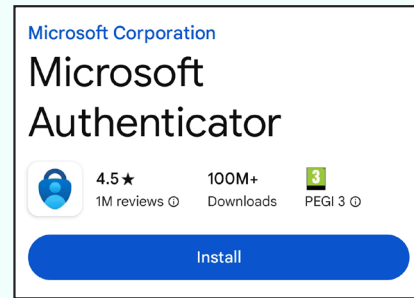 Microsoft Corporation
Microsoft
Authenticator
4.5★ 100M+ 3
1M reviews ⓘ Downloads PEGI 3 ⓘ
Install